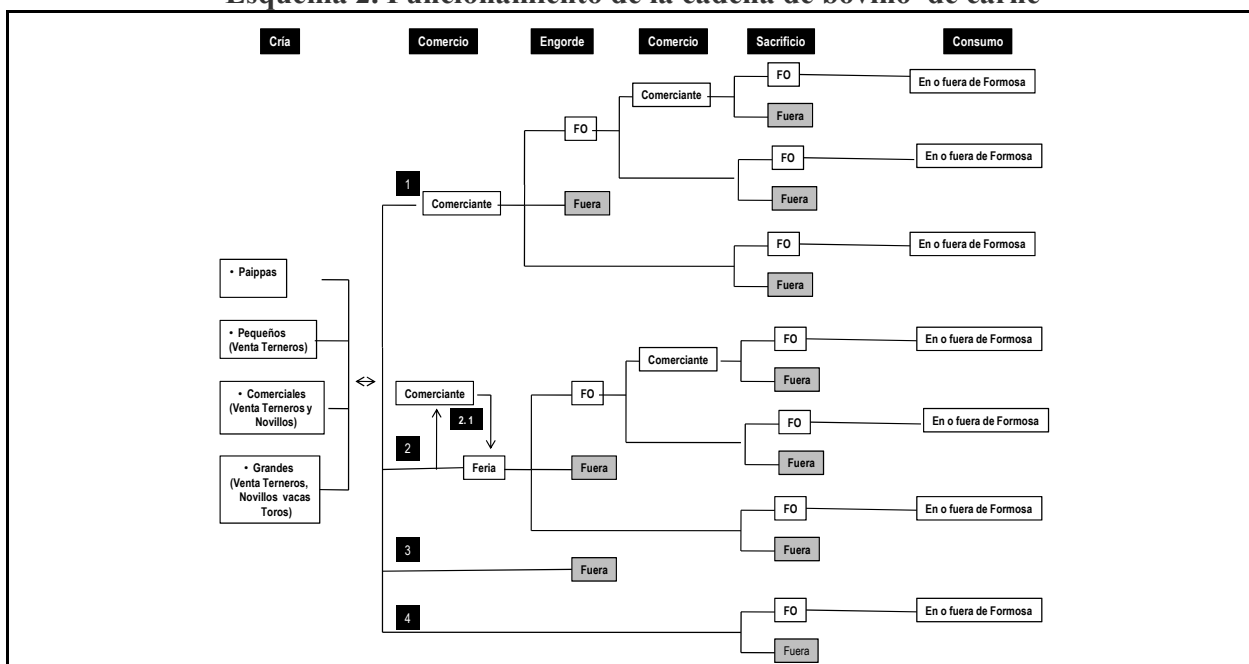 Esquema 2. Funcionamiento de la cadena de bovino de carne
Cría
Comercio
Engorde
Comercio
Sacrificio
Consumo
FO
En o fuera de Formosa
Comerciante
Fuera
FO
FO
En o fuera de Formosa
1
Comerciante
Fuera
Fuera
FO
En o fuera de Formosa
Fuera
• Paippas
• Pequeños
(Venta Terneros)
• Comerciales
(Venta Terneros y
Novillos)
• Grandes
(Venta Terneros,
Novillos vacas
Toros)
FO
En o fuera de Formosa
Comerciante
Fuera
Comerciante
FO
2. 1
FO
En o fuera de Formosa
2
Feria
Fuera
Fuera
FO
En o fuera de Formosa
Fuera
3
Fuera
4
FO
En o fuera de Formosa
Fuera